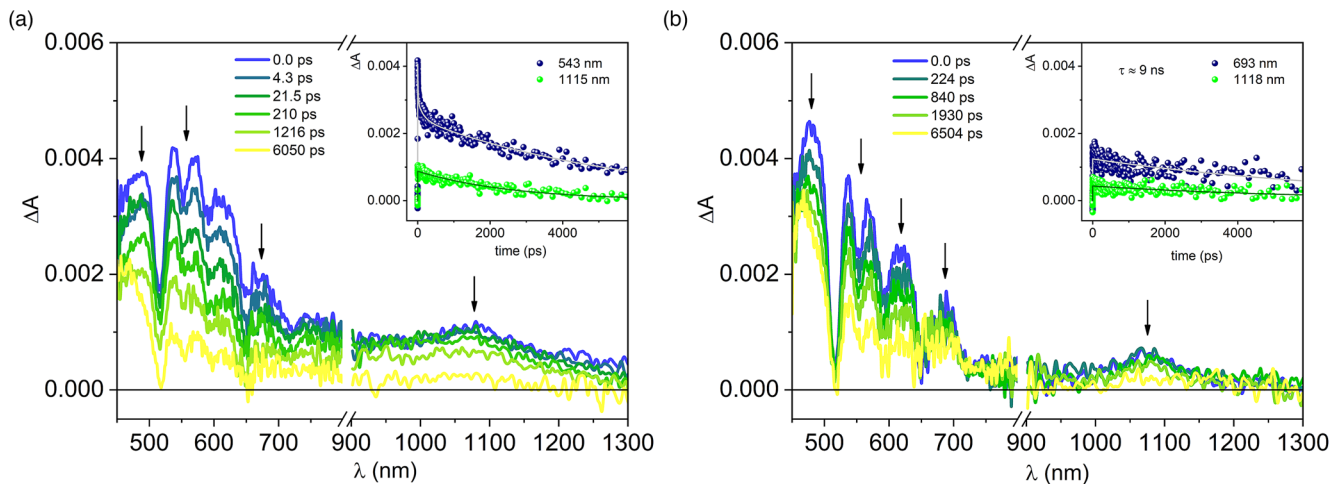 (a)
0.006
0.004
0.002
0.000
ΔA
500
600
700
900
1000
1100
1200
1300
λ (nm)
0.0 ps
4.3 ps
21.5 ps
210 ps
1216 ps
6050 ps
ΔA
0.004
0.002
0.000
0
2000
4000
time (ps)
543 nm
1115 nm
(b)
0.006
0.004
0.002
0.000
ΔA
500
600
700
900
1000
1100
1200
1300
λ (nm)
0.0 ps
224 ps
840 ps
1930 ps
6504 ps
ΔA
0.004
0.002
0.000
0
2000
4000
time (ps)
τ ≈ 9 ns
693 nm
1118 nm